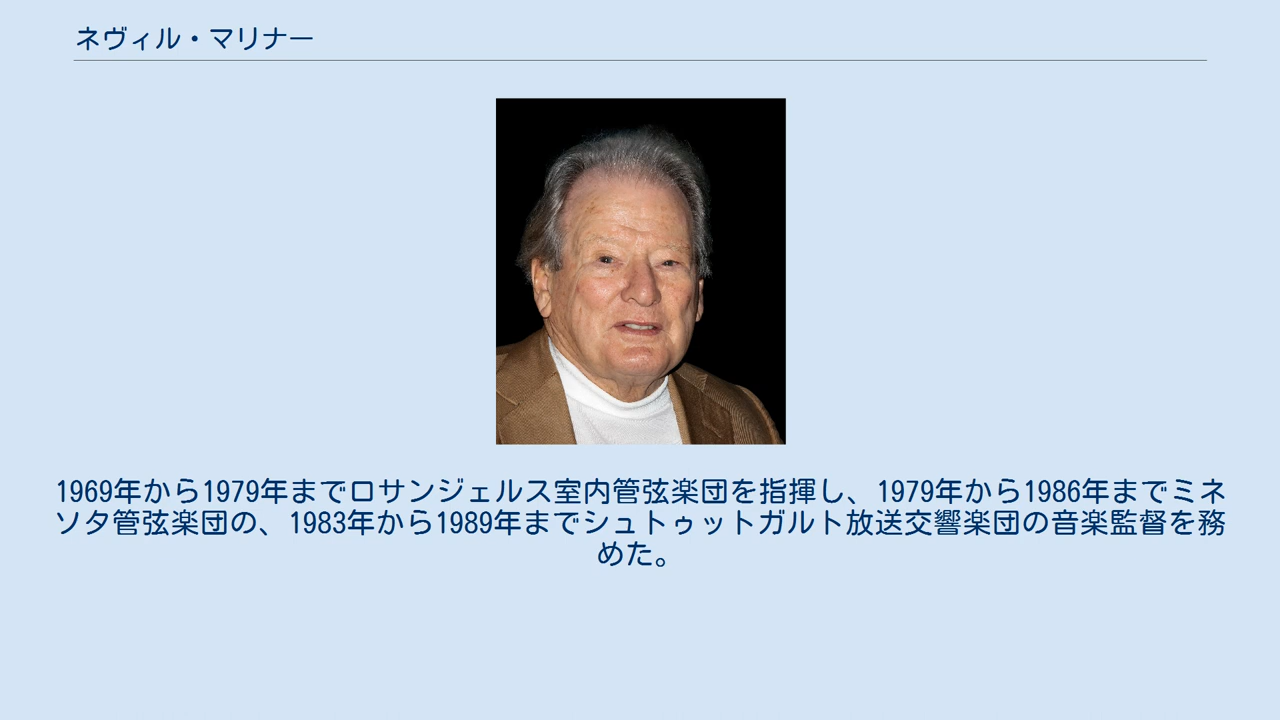 ネヴィル・マリナー
1969年から1979年までロサンジェルス室内管弦楽団を指揮し、1979年から1986年までミネ
ソタ管弦楽団の、1983年から1989年までシュトゥットガルト放送交響楽団の音楽監督を務
めた。